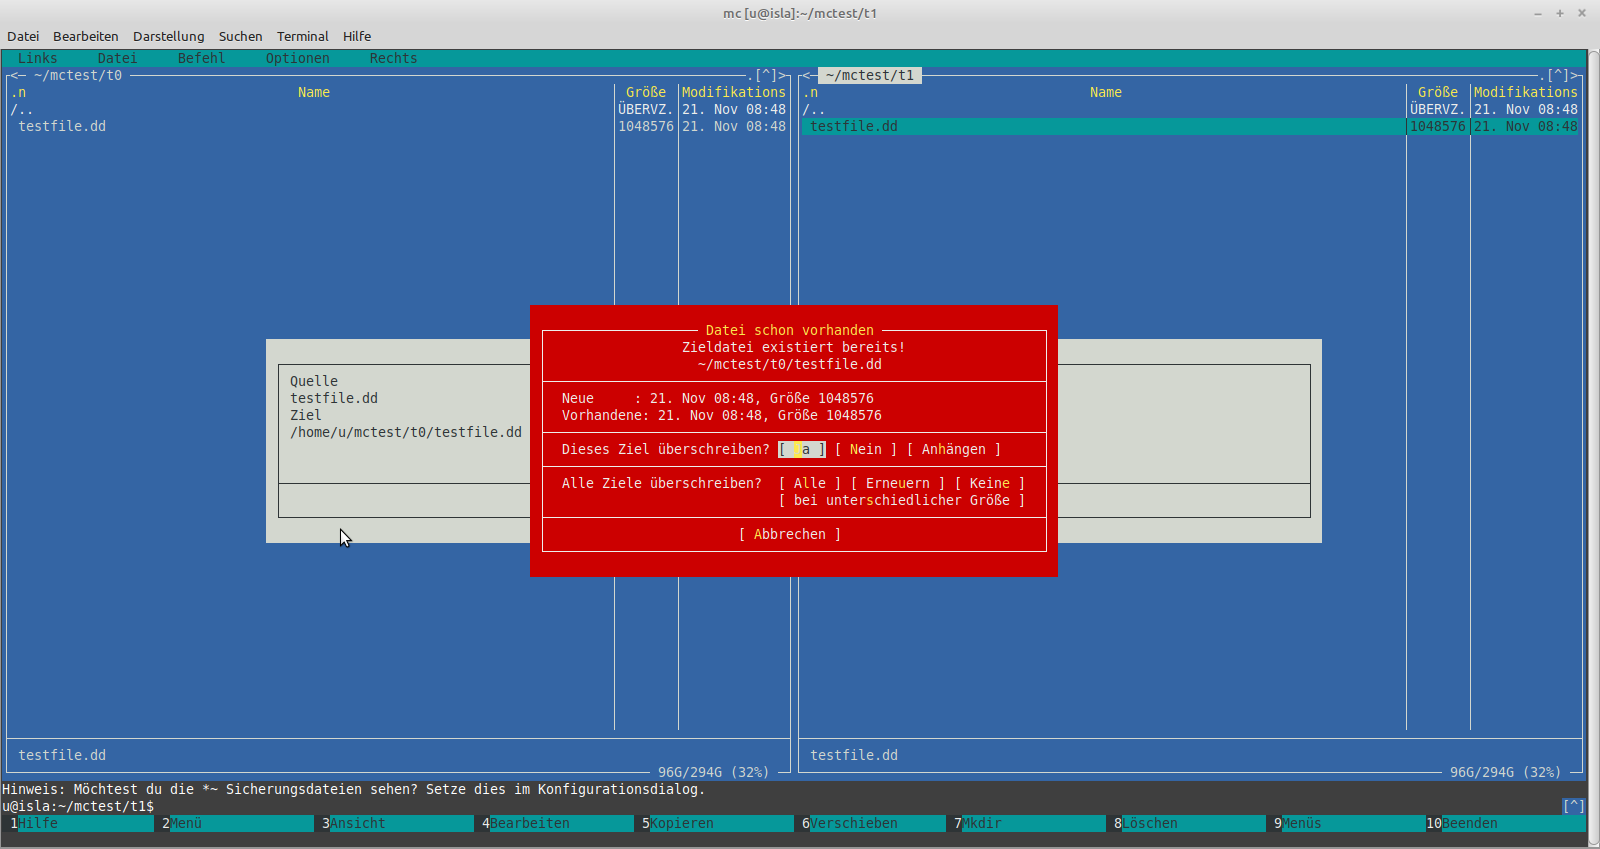 mc [u@isla]:~/mctest/t1
Datei Bearbeiten Darstellung Suchen Terminal Hilfe
Links Datei Befehl Optionen Rechts
<─ ~/mctest/t0 ─.[^]>
.n Name Größe Modifikations
/.. ÜBERVZ. 21. Nov 08:48
testfile.dd 1048576 21. Nov 08:48
<─ ~/mctest/t1 ─.[^]>
.n Name Größe Modifikations
/.. ÜBERVZ. 21. Nov 08:48
testfile.dd 1048576 21. Nov 08:48
Quelle
testfile.dd
Ziel
/home/u/mctest/t0/testfile.dd
Datei schon vorhanden
Zieldatei existiert bereits!
~/mctest/t0/testfile.dd
Neue : 21. Nov 08:48, Größe 1048576
Vorhandene: 21. Nov 08:48, Größe 1048576
Dieses Ziel überschreiben? [ Ja ] [ Nein ] [ Anhängen ]
Alle Ziele überschreiben? [ Alle ] [ Erneuern ] [ Keine ]
[ bei unterschiedlicher Größe ]
[ Abbrechen ]
testfile.dd
96G/294G (32%)
testfile.dd
96G/294G (32%)
Hinweis: Möchtest du die *~ Sicherungsdateien sehen? Setze dies im Konfigurationsdialog.
u@isla:~/mctest/t1$ [^]
1Hilfe 2Menü 3Ansicht 4Bearbeiten 5Kopieren 6Verschieben 7Mkdir 8Löschen 9Menüs 10Beenden